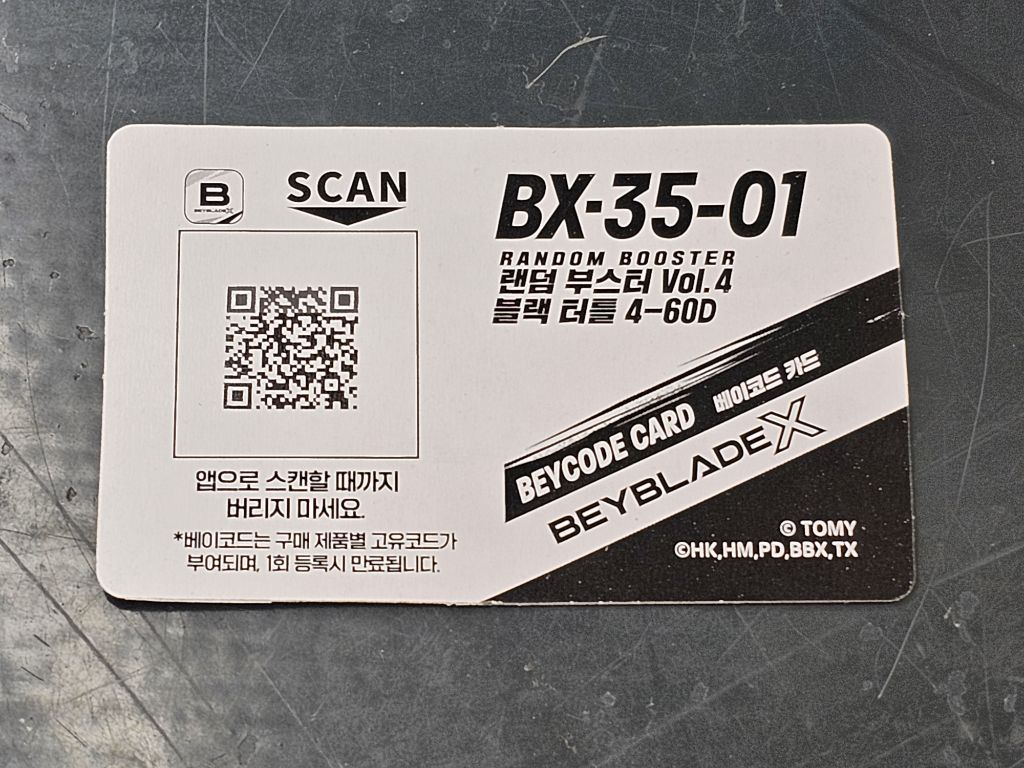 B
BEYBLADE X
SCAN
앱으로 스캔할 때까지
버리지 마세요.
*베이코드는 구매 제품별 고유코드가
부여되며, 1회 등록시 만료됩니다.
BX-35-01
RANDOM BOOSTER
랜덤 부스터 Vol.4
블랙 터틀 4-60D
BEYCODE CARD 베이코드 카드
BEYBLADE X
© TOMY
©HK,HM,PD,BBX,TX